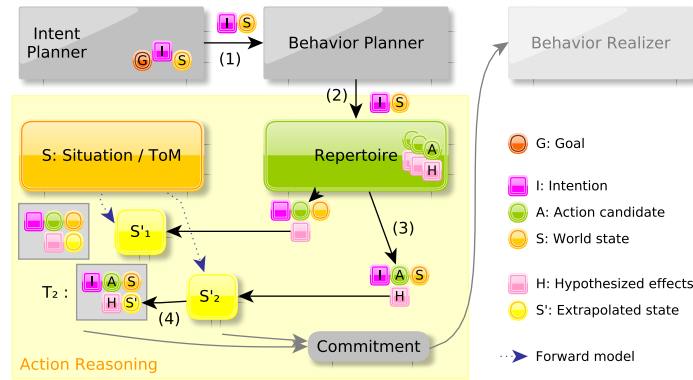 Intent
Planner
G I S
I S
(1)
Behavior Planner
Behavior Realizer
(2)
I S
S: Situation / ToM
Repertoire
A
H
G: Goal
I: Intention
A: Action candidate
S: World state
H: Hypothesized effects
S': Extrapolated state
Forward model
S'₁
(3)
I A S
H
T₂ :
I A S
H S'
S'₂
(4)
Commitment
Action Reasoning